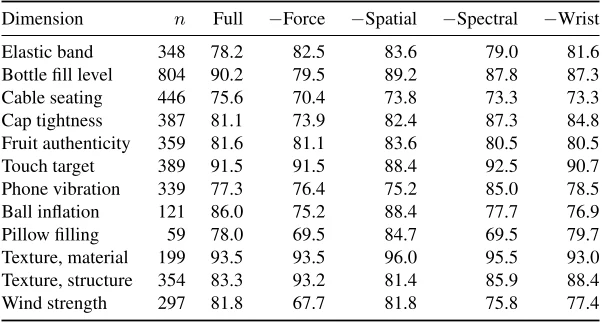 Dimension n Full −Force −Spatial −Spectral −Wrist
Elastic band 348 78.2 82.5 83.6 79.0 81.6
Bottle fill level 804 90.2 79.5 89.2 87.8 87.3
Cable seating 446 75.6 70.4 73.8 73.3 73.3
Cap tightness 387 81.1 73.9 82.4 87.3 84.8
Fruit authenticity 359 81.6 81.1 83.6 80.5 80.5
Touch target 389 91.5 91.5 88.4 92.5 90.7
Phone vibration 339 77.3 76.4 75.2 85.0 78.5
Ball inflation 121 86.0 75.2 88.4 77.7 76.9
Pillow filling 59 78.0 69.5 84.7 69.5 79.7
Texture, material 199 93.5 93.5 96.0 95.5 93.0
Texture, structure 354 83.3 93.2 81.4 85.9 88.4
Wind strength 297 81.8 67.7 81.8 75.8 77.4